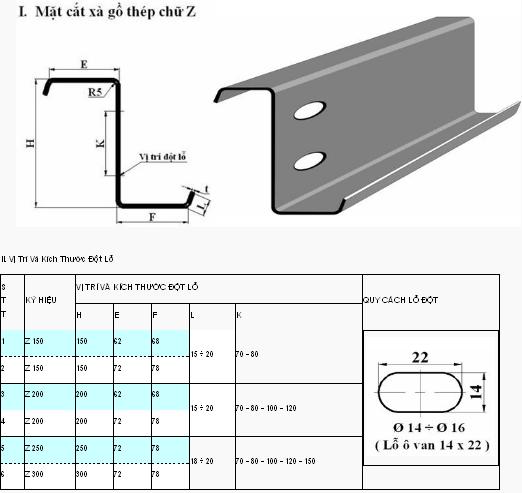 I. Mặt cắt xà gồ thép chữ Z
E
R5
H
K
Vị trí đột lỗ
t
L
F
II. Vị Trí Và Kích Thước Đột Lỗ
STT KÝ HIỆU VỊ TRÍ VÀ KÍCH THƯỚC ĐỘT LỖ QUY CÁCH LỖ ĐỘT
H E F L K
1 Z 150 150 62 68
15 ÷ 20 70 – 80
2 Z 150 150 72 78
3 Z 200 200 62 68
15 ÷ 20 70 – 80 – 100 – 120
4 Z 200 200 72 78
5 Z 250 250 72 78
18 ÷ 20 70 – 80 – 100 – 120 – 150
6 Z 300 300 72 78
22
14
Ø 14 ÷ Ø 16
( Lỗ ô van 14 x 22 )